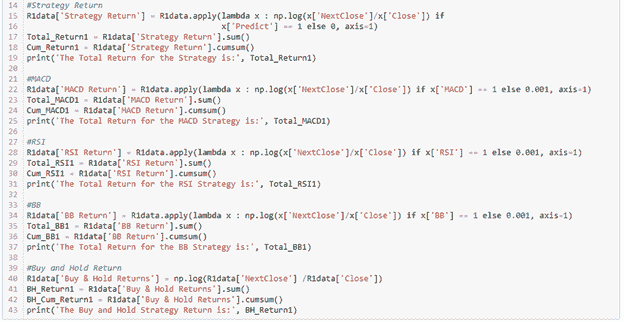 14 #Strategy Return
15 R1data['Strategy Return'] = R1data.apply(lambda x : np.log(x['NextClose']/x['Close']) if
16 x['Predict'] == 1 else 0, axis=1)
17 Total_Return1 = R1data['Strategy Return'].sum()
18 Cum_Return1 = R1data['Strategy Return'].cumsum()
19 print('The Total Return for the Strategy is:', Total_Return1)
20
21 #MACD
22 R1data['MACD Return'] = R1data.apply(lambda x : np.log(x['NextClose']/x['Close']) if x['MACD'] == 1 else 0.001, axis=1)
23 Total_MACD1 = R1data['MACD Return'].sum()
24 Cum_MACD1 = R1data['MACD Return'].cumsum()
25 print('The Total Return for the MACD Strategy is:', Total_MACD1)
26
27 #RSI
28 R1data['RSI Return'] = R1data.apply(lambda x : np.log(x['NextClose']/x['Close']) if x['RSI'] == 1 else 0.001, axis=1)
29 Total_RSI1 = R1data['RSI Return'].sum()
30 Cum_RSI1 = R1data['RSI Return'].cumsum()
31 print('The Total Return for the RSI Strategy is:', Total_RSI1)
32
33 #BB
34 R1data['BB Return'] = R1data.apply(lambda x : np.log(x['NextClose']/x['Close']) if x['BB'] == 1 else 0.001, axis=1)
35 Total_BB1 = R1data['BB Return'].sum()
36 Cum_BB1 = R1data['BB Return'].cumsum()
37 print('The Total Return for the BB Strategy is:', Total_BB1)
38
39 #Buy and Hold Return
40 R1data['Buy & Hold Returns'] = np.log(R1data['NextClose'] /R1data['Close'])
41 BH_Return1 = R1data['Buy & Hold Returns'].sum()
42 BH_Cum_Return1 = R1data['Buy & Hold Returns'].cumsum()
43 print('The Buy and Hold Strategy Return is:', BH_Return1)